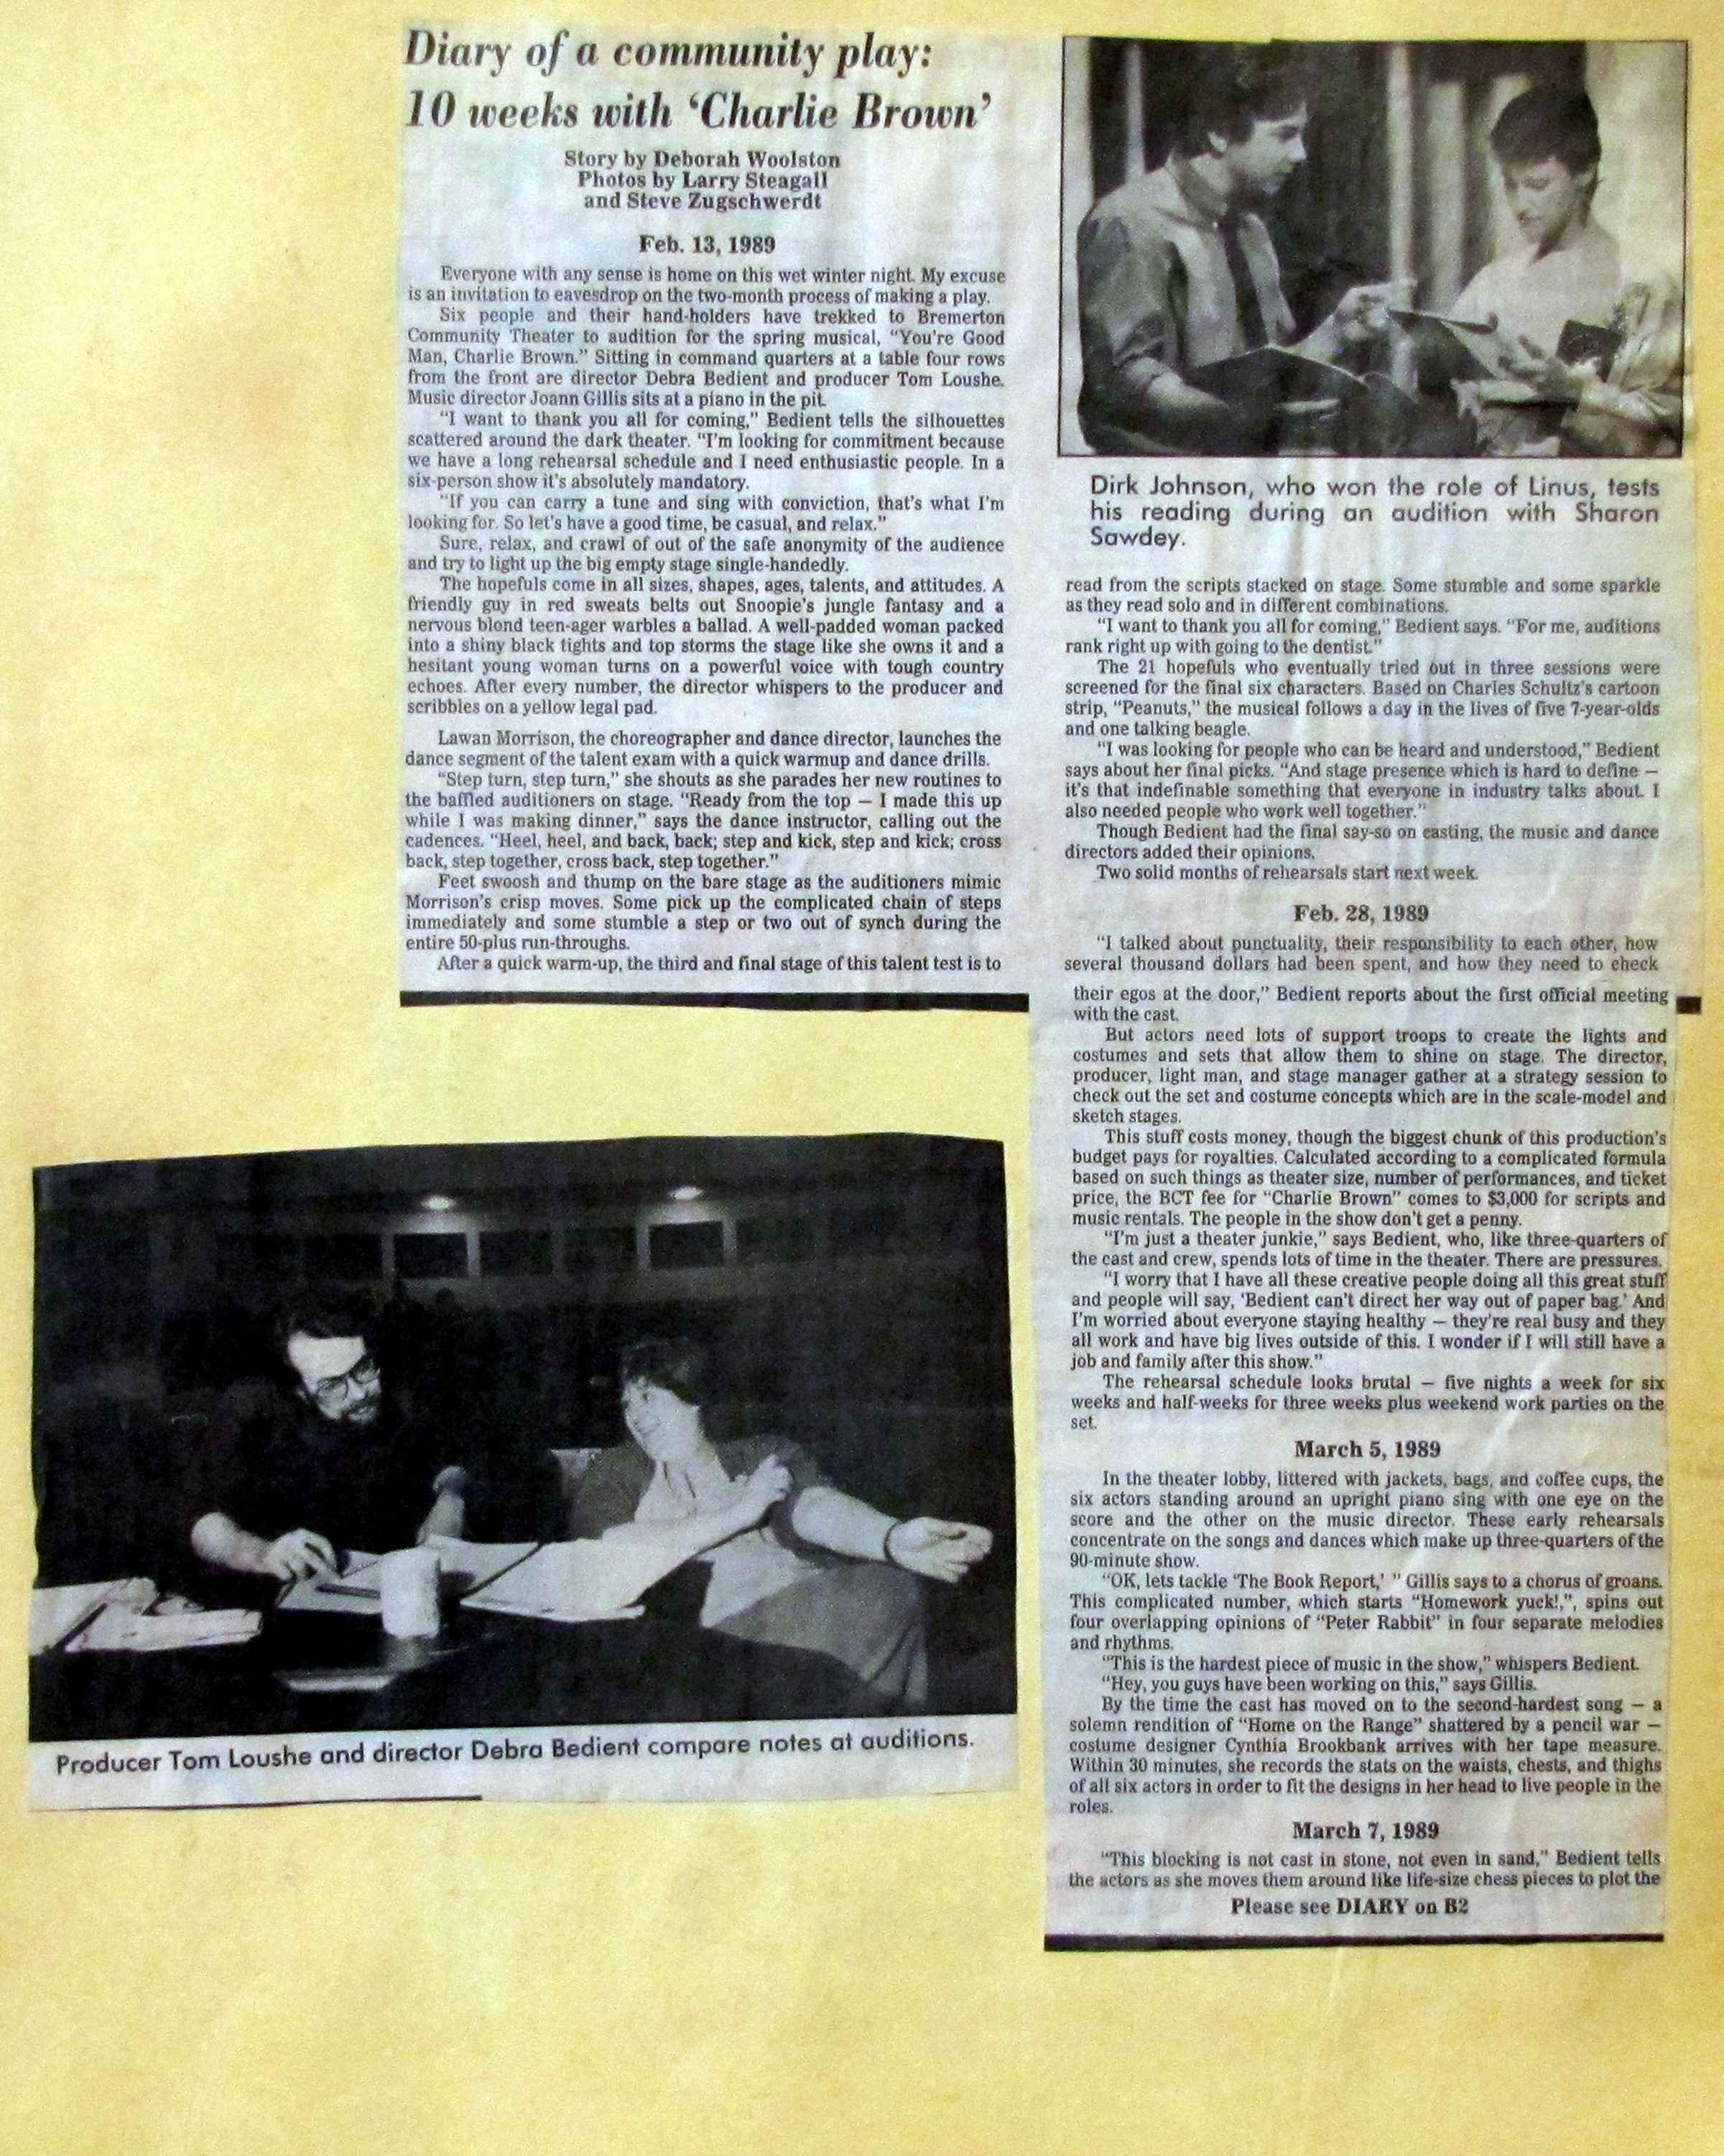 Diary of a community play:
10 weeks with ‘Charlie Brown’
Story by Deborah Woolston
Photos by Larry Steagall
and Steve Zugschwerdt
Feb. 13, 1989
Everyone with any sense is home on this wet winter night. My excuse
is an invitation to eavesdrop on the two-month process of making a play.
Six people and their hand-holders have trekked to Bremerton
Community Theater to audition for the spring musical, “You're Good
Man, Charlie Brown.” Sitting in command quarters at a table four rows
from the front are director Debra Bedient and producer Tom Loushe.
Music director Joann Gillis sits at a piano in the pit.
“I want to thank you all for coming,” Bedient tells the silhouettes
scattered around the dark theater. “I'm looking for commitment because
we have a long rehearsal schedule and I need enthusiastic people. In a
six-person show it's absolutely mandatory.
“If you can carry a tune and sing with conviction, that's what I'm
looking for. So let's have a good time, be casual, and relax.”
Sure, relax, and crawl of out of the safe anonymity of the audience
and try to light up the big empty stage single-handedly.
The hopefuls come in all sizes, shapes, ages, talents, and attitudes. A
friendly guy in red sweats belts out Snoopie's jungle fantasy and a
nervous blond teen-ager warbles a ballad. A well-padded woman packed
into a shiny black tights and top storms the stage like she owns it and a
hesitant young woman turns on a powerful voice with tough country
echoes. After every number, the director whispers to the producer and
scribbles on a yellow legal pad.
Lawan Morrison, the choreographer and dance director, launches the
dance segment of the talent exam with a quick warmup and dance drills.
“Step turn, step turn,” she shouts as she parades her new routines to
the baffled auditioners on stage. “Ready from the top — I made this up
while I was making dinner,” says the dance instructor, calling out the
cadences. “Heel, heel, and back, back; step and kick, step and kick; cross
back, step together, cross back, step together.”
Feet swoosh and thump on the bare stage as the auditioners mimic
Morrison's crisp moves. Some pick up the complicated chain of steps
immediately and some stumble a step or two out of synch during the
entire 50-plus run-throughs.
After a quick warm-up, the third and final stage of this talent test is to
Dirk Johnson, who won the role of Linus, tests
his reading during an audition with Sharon
Sawdey.
read from the scripts stacked on stage. Some stumble and some sparkle
as they read solo and in different combinations.
“I want to thank you all for coming,” Bedient says. “For me, auditions
rank right up with going to the dentist.”
The 21 hopefuls who eventually tried out in three sessions were
screened for the final six characters. Based on Charles Schultz's cartoon
strip, “Peanuts,” the musical follows a day in the lives of five 7-year-olds
and one talking beagle.
“I was looking for people who can be heard and understood,” Bedient
says about her final picks. “And stage presence which is hard to define —
it's that indefinable something that everyone in industry talks about. I
also needed people who work well together.”
Though Bedient had the final say-so on casting, the music and dance
directors added their opinions.
Two solid months of rehearsals start next week.
Feb. 28, 1989
“I talked about punctuality, their responsibility to each other, how
several thousand dollars had been spent, and how they need to check
their egos at the door,” Bedient reports about the first official meeting
with the cast.
But actors need lots of support troops to create the lights and
costumes and sets that allow them to shine on stage. The director,
producer, light man, and stage manager gather at a strategy session to
check out the set and costume concepts which are in the scale-model and
sketch stages.
This stuff costs money, though the biggest chunk of this production's
budget pays for royalties. Calculated according to a complicated formula
based on such things as theater size, number of performances, and ticket
price, the BCT fee for “Charlie Brown” comes to $3,000 for scripts and
music rentals. The people in the show don't get a penny.
“I'm just a theater junkie,” says Bedient, who, like three-quarters of
the cast and crew, spends lots of time in the theater. There are pressures.
“I worry that I have all these creative people doing all this great stuff
and people will say, ‘Bedient can't direct her way out of paper bag.’ And
I'm worried about everyone staying healthy — they're real busy and they
all work and have big lives outside of this. I wonder if I will still have a
job and family after this show.”
The rehearsal schedule looks brutal — five nights a week for six
weeks and half-weeks for three weeks plus weekend work parties on the
set.
March 5, 1989
In the theater lobby, littered with jackets, bags, and coffee cups, the
six actors standing around an upright piano sing with one eye on the
score and the other on the music director. These early rehearsals
concentrate on the songs and dances which make up three-quarters of the
90-minute show.
“OK, lets tackle ‘The Book Report,’ ” Gillis says to a chorus of groans.
This complicated number, which starts “Homework yuck!,”, spins out
four overlapping opinions of “Peter Rabbit” in four separate melodies
and rhythms.
“This is the hardest piece of music in the show,” whispers Bedient.
“Hey, you guys have been working on this,” says Gillis.
By the time the cast has moved on to the second-hardest song — a
solemn rendition of “Home on the Range” shattered by a pencil war —
costume designer Cynthia Brookbank arrives with her tape measure.
Within 30 minutes, she records the stats on the waists, chests, and thighs
of all six actors in order to fit the designs in her head to live people in the
roles.
March 7, 1989
“This blocking is not cast in stone, not even in sand,” Bedient tells
the actors as she moves them around like life-size chess pieces to plot the
Please see DIARY on B2
Producer Tom Loushe and director Debra Bedient compare notes at auditions.